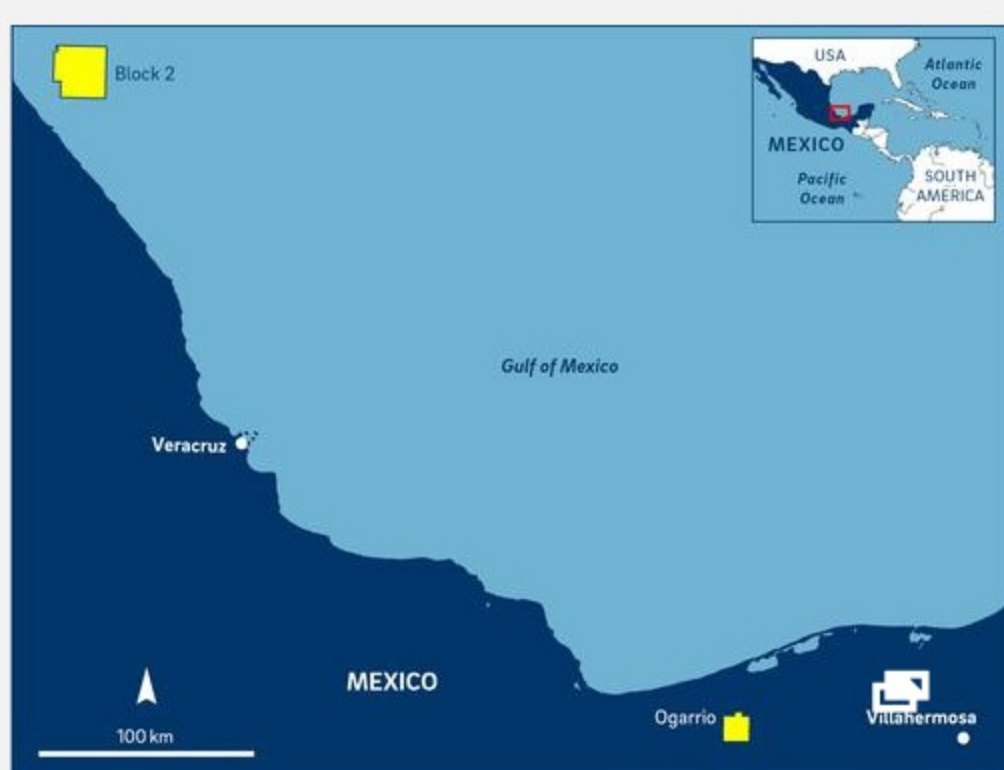 Block 2
USA
Atlantic
Ocean
MEXICO
Pacific
Ocean
SOUTH
AMERICA
Gulf of Mexico
Veracruz
MEXICO
100 km
Ogarrio
Villahermosa